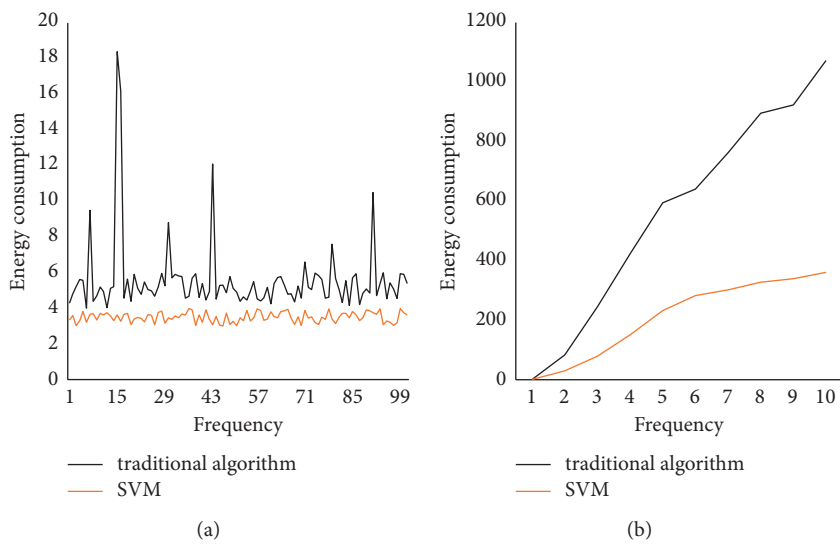 20
18
16
14
12
10
8
6
4
2
0
Energy consumption
1 15 29 43 57 71 85 99
Frequency
traditional algorithm
SVM
(a)
1200
1000
800
600
400
200
0
Energy consumption
1 2 3 4 5 6 7 8 9 10
Frequency
traditional algorithm
SVM
(b)